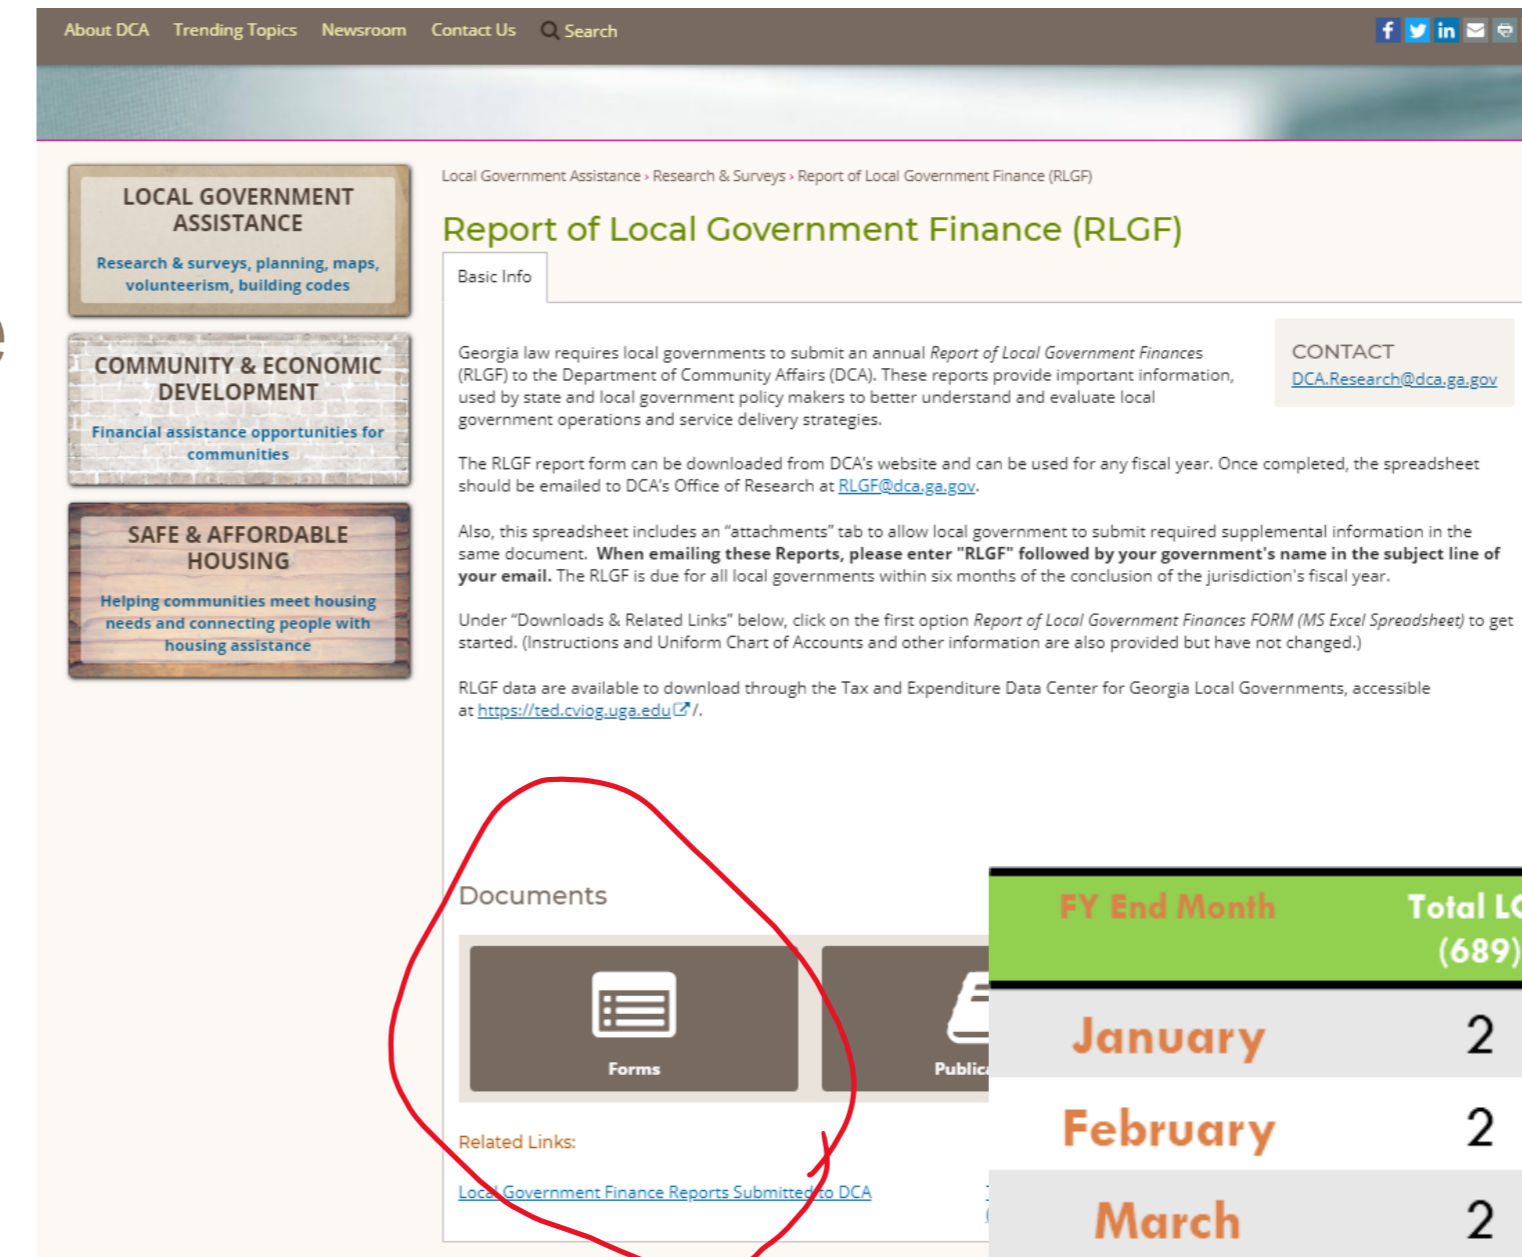 About DCA Trending Topics Newsroom Contact Us Search
LOCAL GOVERNMENT
ASSISTANCE
Research & surveys, planning, maps,
volunteerism, building codes
COMMUNITY & ECONOMIC
DEVELOPMENT
Financial assistance opportunities for
communities
SAFE & AFFORDABLE
HOUSING
Helping communities meet housing
needs and connecting people with
housing assistance
Local Government Assistance › Research & Surveys › Report of Local Government Finance (RLGF)
Report of Local Government Finance (RLGF)
Basic Info
Georgia law requires local governments to submit an annual Report of Local Government Finances
(RLGF) to the Department of Community Affairs (DCA). These reports provide important information,
used by state and local government policy makers to better understand and evaluate local
government operations and service delivery strategies.
CONTACT
DCA.Research@dca.ga.gov
The RLGF report form can be downloaded from DCA's website and can be used for any fiscal year. Once completed, the spreadsheet
should be emailed to DCA's Office of Research at RLGF@dca.ga.gov.
Also, this spreadsheet includes an “attachments” tab to allow local government to submit required supplemental information in the
same document. When emailing these Reports, please enter "RLGF" followed by your government's name in the subject line of
your email. The RLGF is due for all local governments within six months of the conclusion of the jurisdiction's fiscal year.
Under “Downloads & Related Links” below, click on the first option Report of Local Government Finances FORM (MS Excel Spreadsheet) to get
started. (Instructions and Uniform Chart of Accounts and other information are also provided but have not changed.)
RLGF data are available to download through the Tax and Expenditure Data Center for Georgia Local Governments, accessible
at https://ted.cviog.uga.edu/.
Documents
Forms
Related Links:
Local Government Finance Reports Submitted to DCA
FY End Month Total
(689)
January 2
February 2
March 2